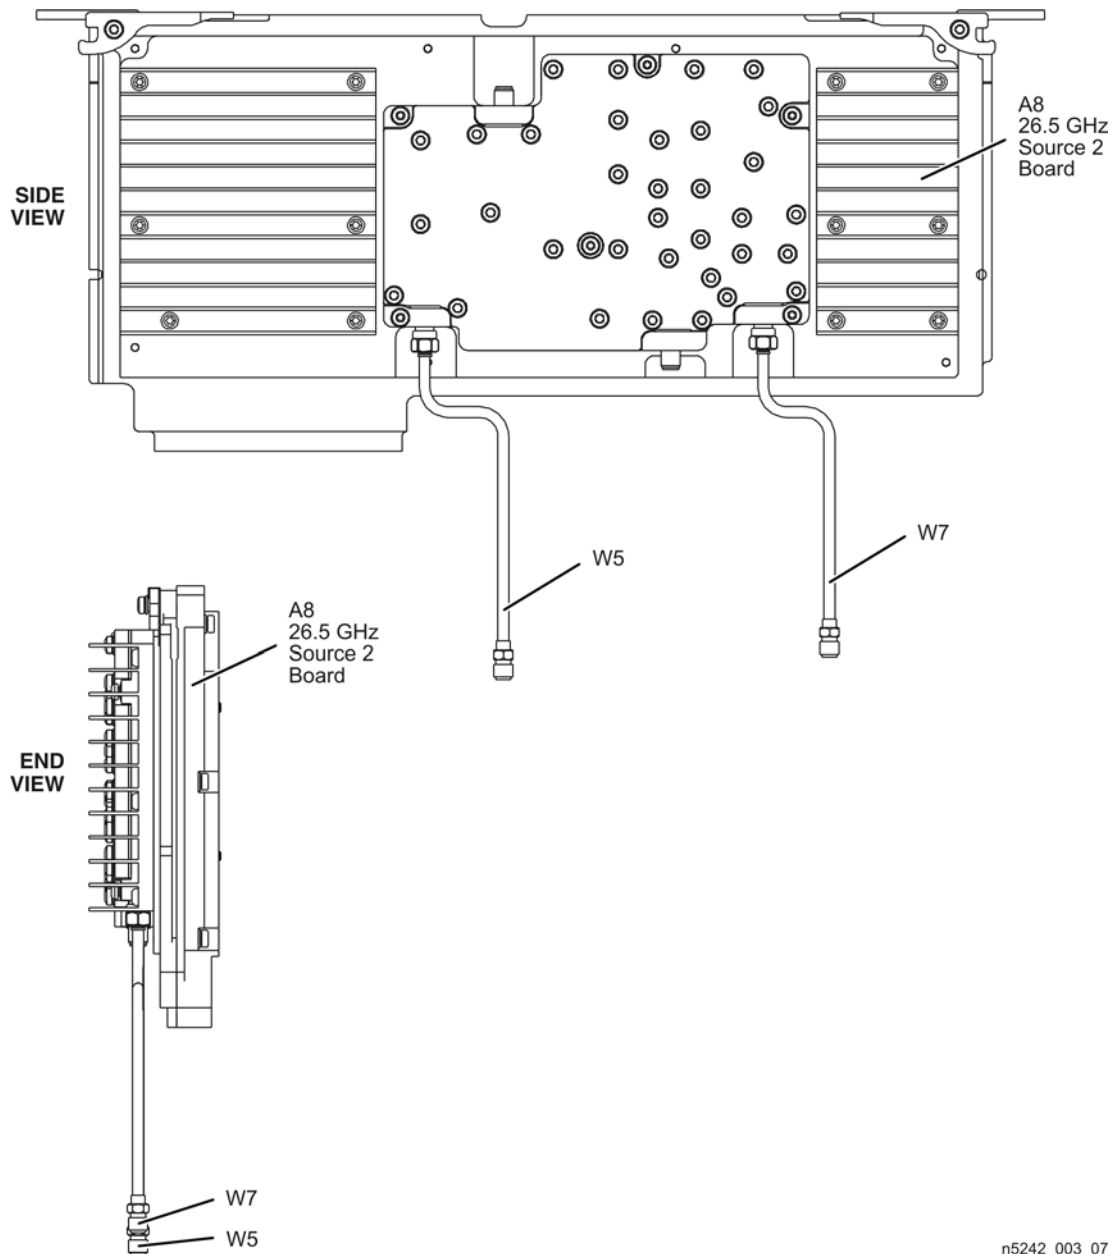 A8
26.5 GHz
Source 2
Board
SIDE
VIEW
W5
W7
A8
26.5 GHz
Source 2
Board
END
VIEW
W7
W5
n5242_003_07